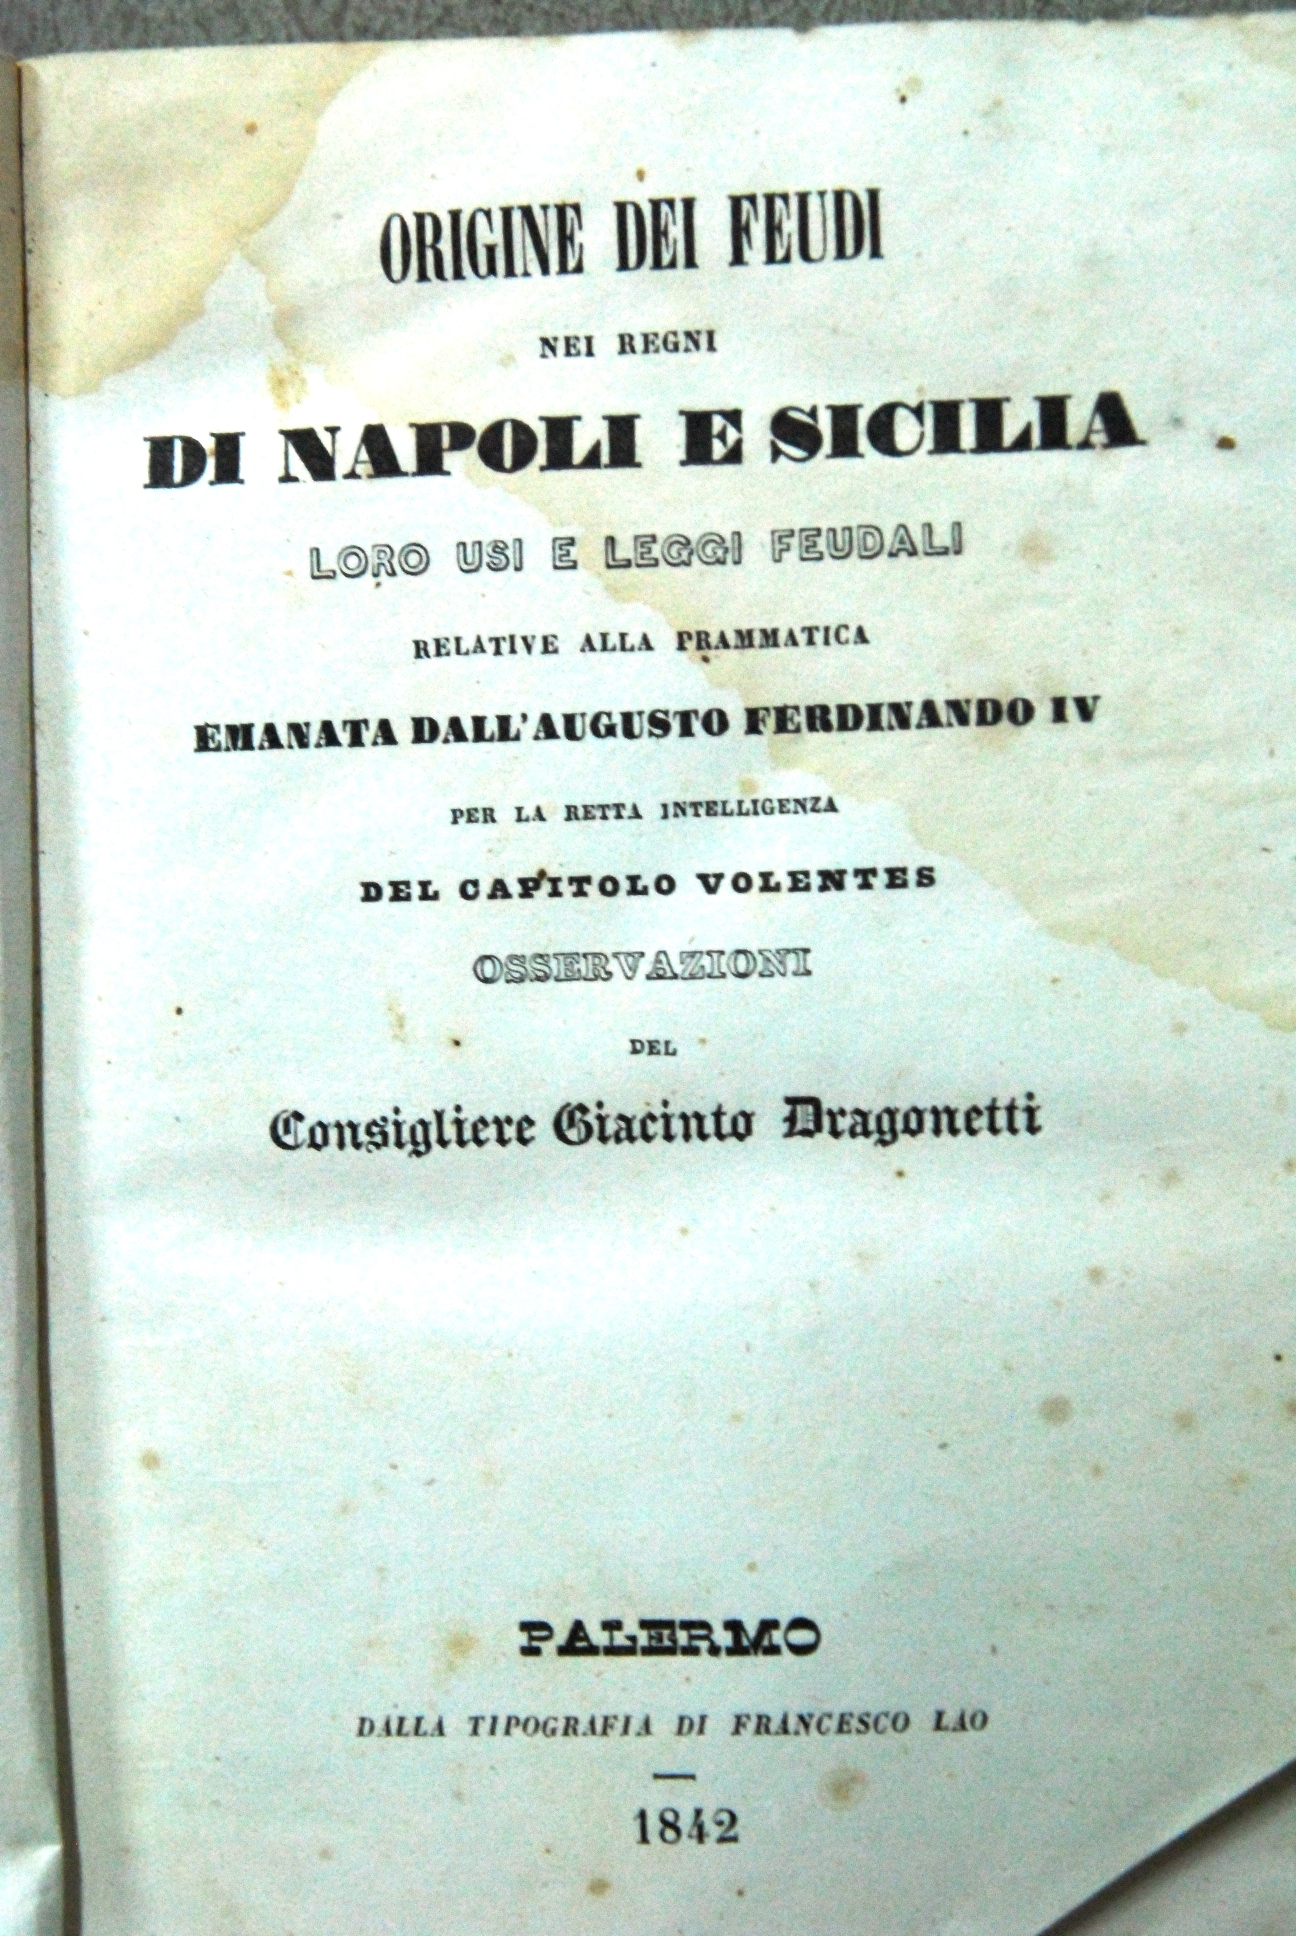 ORIGINE DEI FEUDI
NEI REGNI
DI NAPOLI E SICILIA
LORO USI E LEGGI FEUDALI
RELATIVE ALLA PRAMMATICA
EMANATA DALL'AUGUSTO FERDINANDO IV
PER LA RETTA INTELLIGENZA
DEL CAPITOLO VOLENTES
OSSERVAZIONI
DEL
Consigliere Giacinto Dragonetti
PALERMO
DALLA TIPOGRAFIA DI FRANCESCO LAO
1842